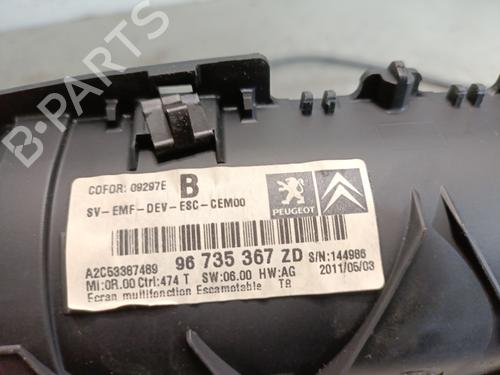 B-PARTS
COFOR: 09297E B
SV-EMF-DEV-ESC-CEM00
PEUGEOT
A2C53387489 96 735 367 ZD S/N:144986
Mi:0R.00 Ctrl:474 T SW:06.00 HW:AG 2011/05/03
Ecran multifonction Escamotable T8